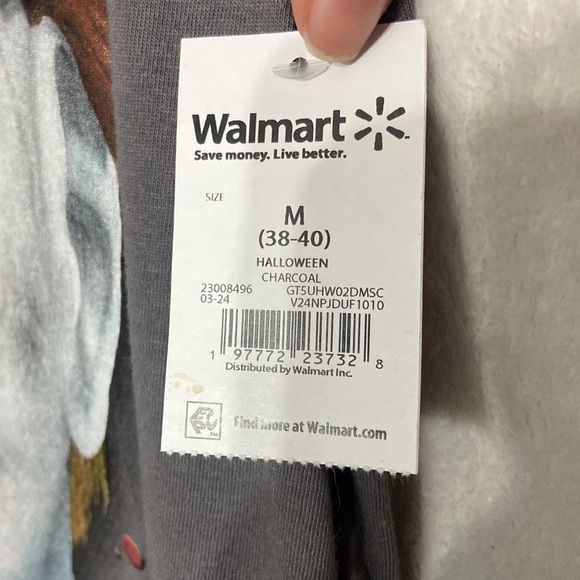 Walmart
Save money. Live better.
SIZE
M
(38-40)
HALLOWEEN
CHARCOAL
23008496 GT5UHW02DMSC
03-24 V24NPJDUF1010
1 97772 23732 8
Distributed by Walmart Inc.
Find more at Walmart.com